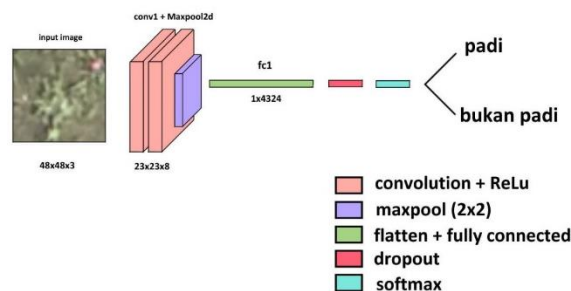 conv1 + Maxpool2d
input image
fc1
padi
1x4324
bukan padi
48x48x3
23x23x8
convolution + ReLu
maxpool (2x2)
flatten + fully connected
dropout
softmax